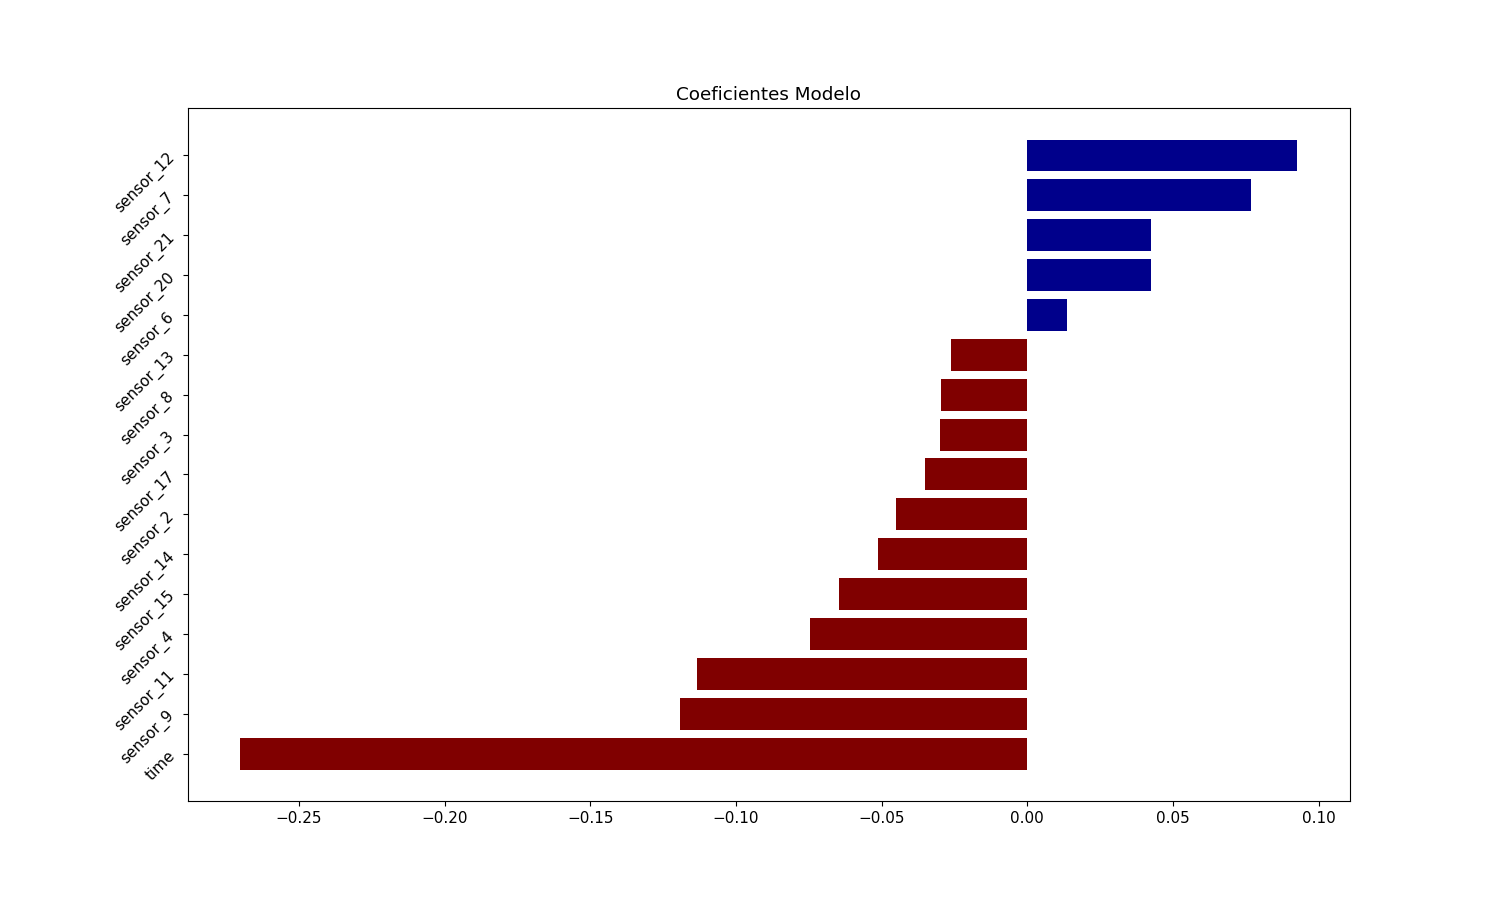 Coeficientes Modelo
sensor_12
sensor_7
sensor_21
sensor_20
sensor_6
sensor_13
sensor_8
sensor_3
sensor_17
sensor_2
sensor_14
sensor_15
sensor_4
sensor_11
sensor_9
time
−0.25 −0.20 −0.15 −0.10 −0.05 0.00 0.05 0.10